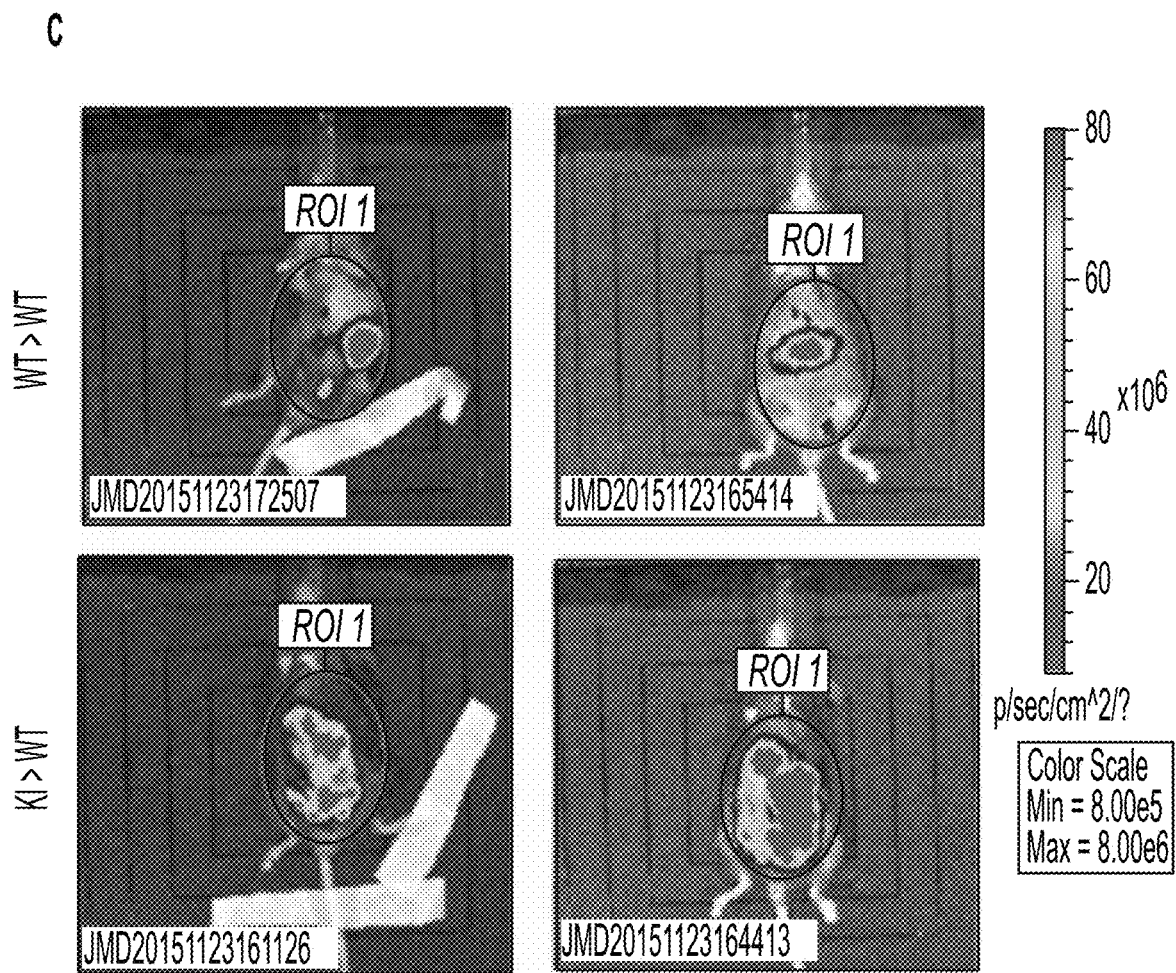 C
WT > WT
ROI 1
JMD20151123172507
ROI 1
JMD20151123165414
KI > WT
ROI 1
JMD20151123161126
ROI 1
JMD20151123164413
80
60
x10^6
40
20
p/sec/cm^2/?
Color Scale
Min = 8.00e5
Max = 8.00e6